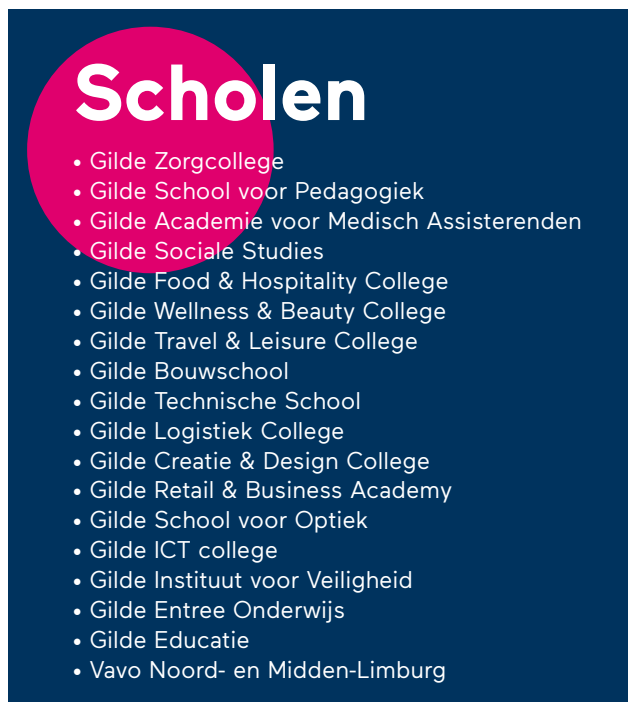 Scholen
• Gilde Zorgcollege
• Gilde School voor Pedagogiek
• Gilde Academie voor Medisch Assisterenden
• Gilde Sociale Studies
• Gilde Food & Hospitality College
• Gilde Wellness & Beauty College
• Gilde Travel & Leisure College
• Gilde Bouwschool
• Gilde Technische School
• Gilde Logistiek College
• Gilde Creatie & Design College
• Gilde Retail & Business Academy
• Gilde School voor Optiek
• Gilde ICT college
• Gilde Instituut voor Veiligheid
• Gilde Entree Onderwijs
• Gilde Educatie
• Vavo Noord- en Midden-Limburg